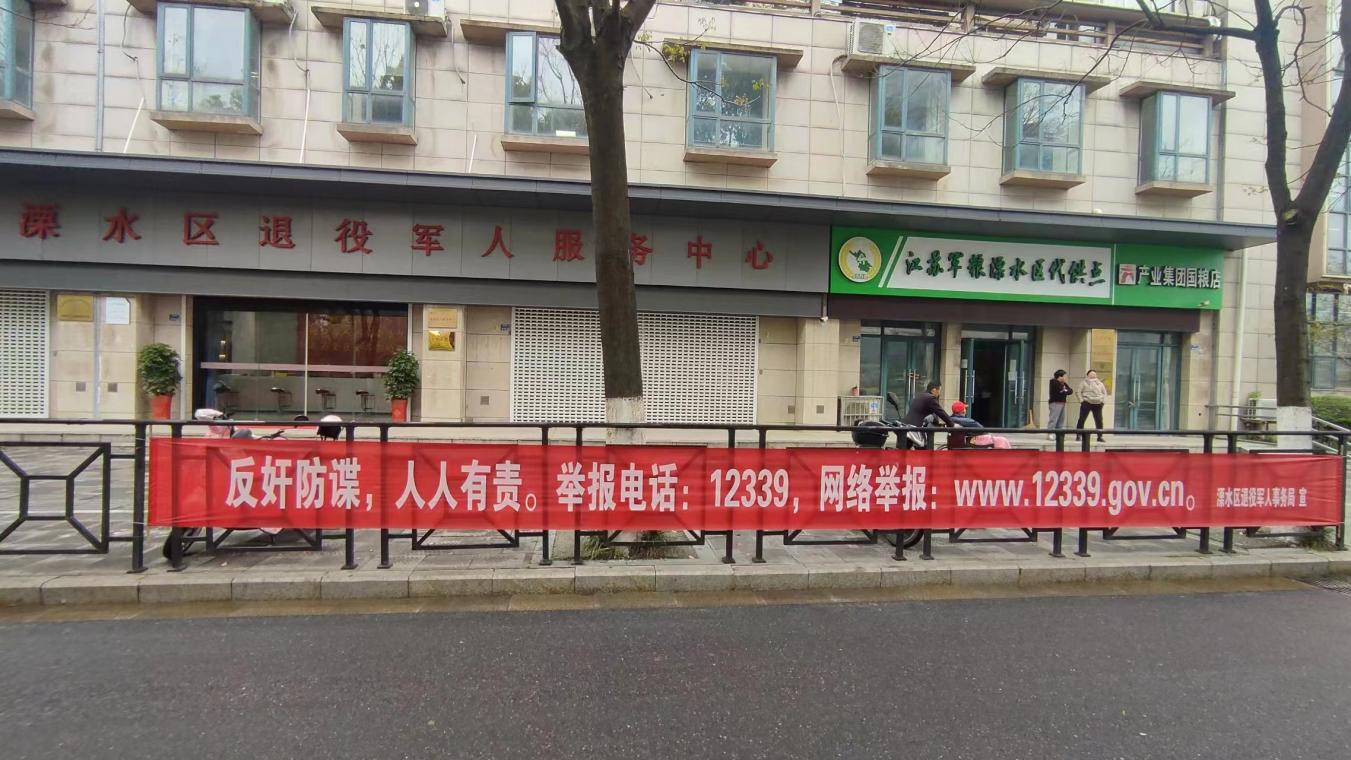 溧水区退役军人服务中心
江苏军粮溧水区代供点
产业集团国粮店
反奸防谍，人人有责。举报电话：12339，网络举报：www.12339.gov.cn。
溧水区退役军人事务局 宣